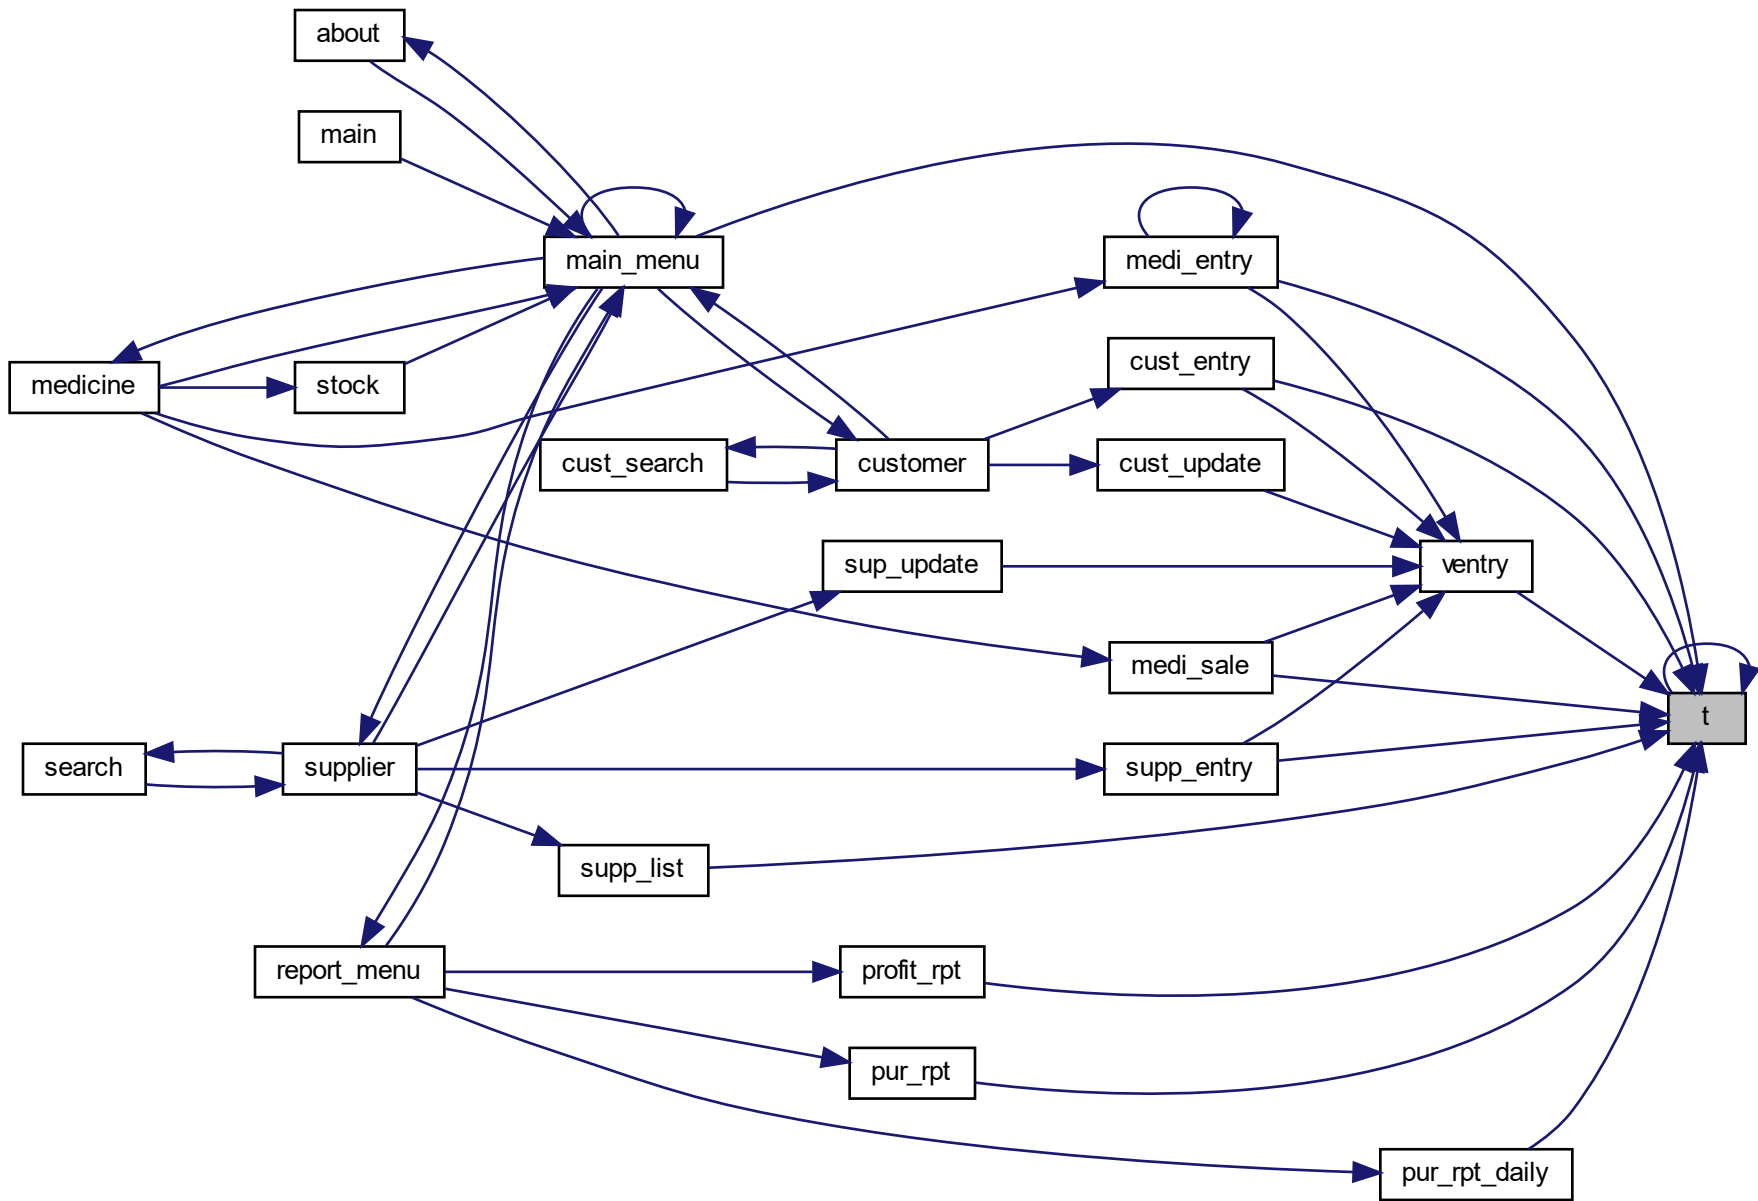 about
main
main_menu
medi_entry
cust_entry
medicine
stock
cust_search
customer
cust_update
sup_update
ventry
medi_sale
t
search
supplier
supp_entry
supp_list
report_menu
profit_rpt
pur_rpt
pur_rpt_daily